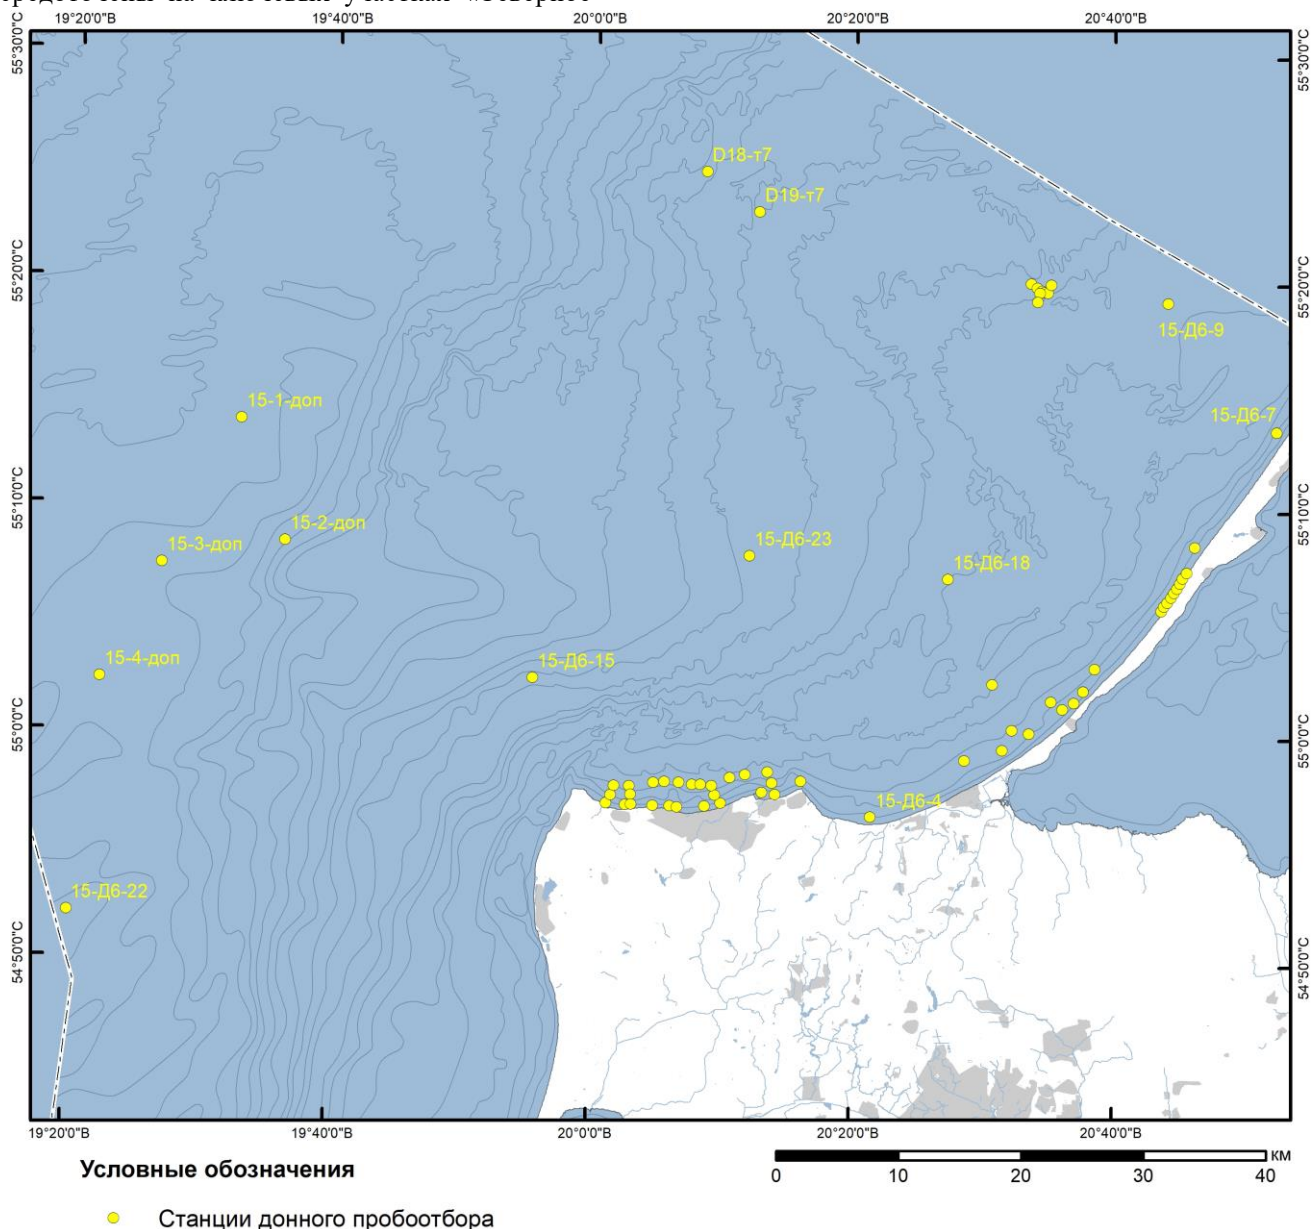 19°20'0"В 19°40'0"В 20°0'0"В 20°20'0"В 20°40'0"В
55°30'0"С 55°30'0"С
D18-т7
D19-т7
55°20'0"С 55°20'0"С
15-Д6-9
15-1-доп
15-Д6-7
55°10'0"С 55°10'0"С
15-2-доп
15-3-доп
15-Д6-23
15-Д6-18
15-4-доп
15-Д6-15
55°0'0"С 55°0'0"С
15-Д6-4
15-Д6-22
54°50'0"С 54°50'0"С
19°20'0"В 19°40'0"В 20°0'0"В 20°20'0"В 20°40'0"В
Условные обозначения
км
0 10 20 30 40
Станции донного пробоотбора